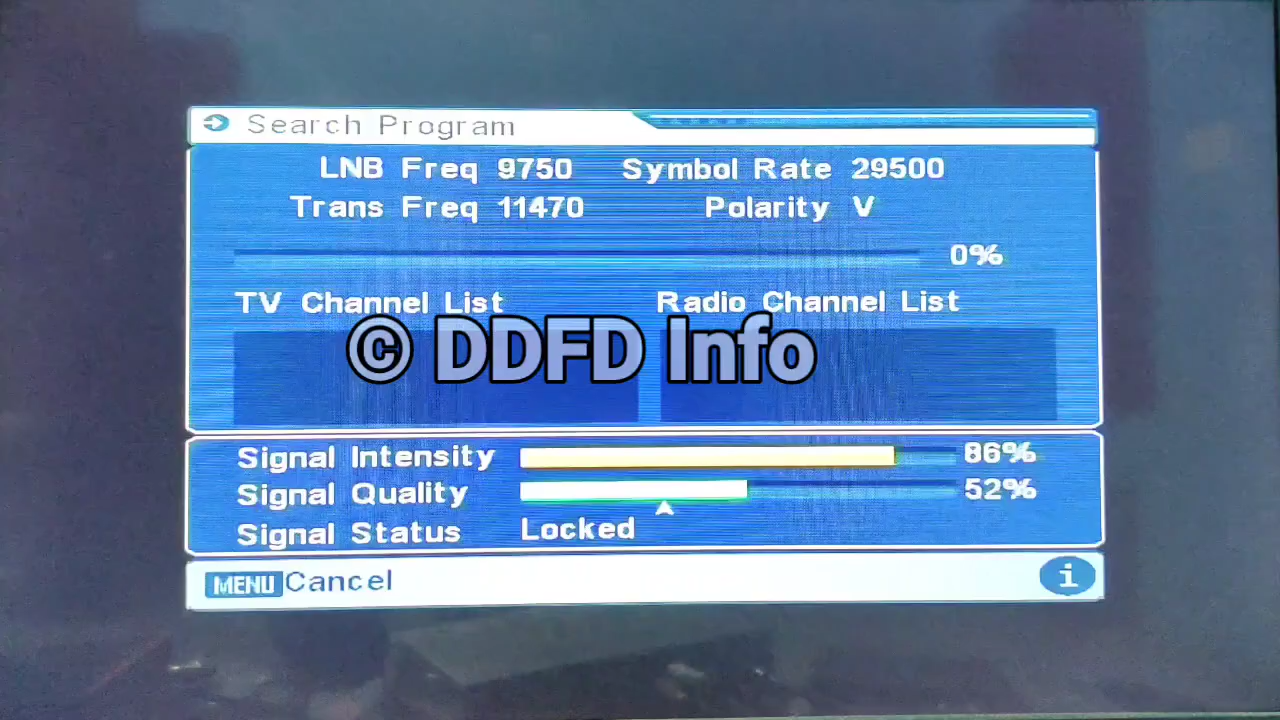 Search Program
LNB Freq 9750 Symbol Rate 29500
Trans Freq 11470 Polarity V
0%
TV Channel List Radio Channel List
© DDFD Info
Signal Intensity 86%
Signal Quality 52%
Signal Status Locked
MENU Cancel i